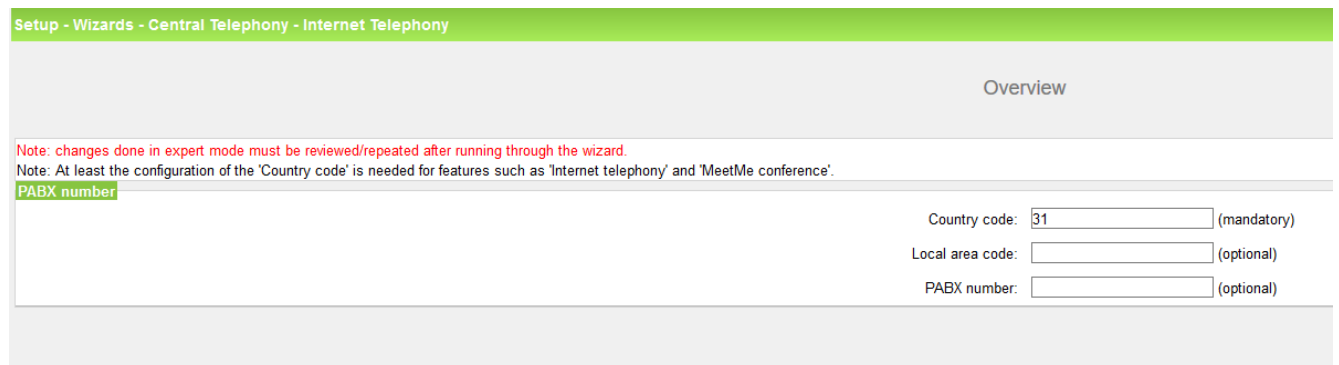 Setup - Wizards - Central Telephony - Internet Telephony
Overview
Note: changes done in expert mode must be reviewed/repeated after running through the wizard.
Note: At least the configuration of the 'Country code' is needed for features such as 'Internet telephony' and 'MeetMe conference'.
PABX number
Country code: 31 (mandatory)
Local area code: (optional)
PABX number: (optional)